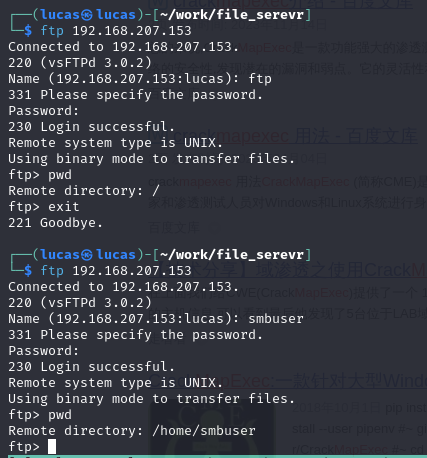 ┌──(lucas㉿lucas)-[~/work/file_serevr]
└─$ ftp 192.168.207.153
Connected to 192.168.207.153.
220 (vsFTPd 3.0.2)
Name (192.168.207.153:lucas): ftp
331 Please specify the password.
Password:
230 Login successful.
Remote system type is UNIX.
Using binary mode to transfer files.
ftp> pwd
Remote directory: /
ftp> exit
221 Goodbye.
┌──(lucas㉿lucas)-[~/work/file_serevr]
└─$ ftp 192.168.207.153
Connected to 192.168.207.153.
220 (vsFTPd 3.0.2)
Name (192.168.207.153:lucas): smbuser
331 Please specify the password.
Password:
230 Login successful.
Remote system type is UNIX.
Using binary mode to transfer files.
ftp> pwd
Remote directory: /home/smbuser
ftp>